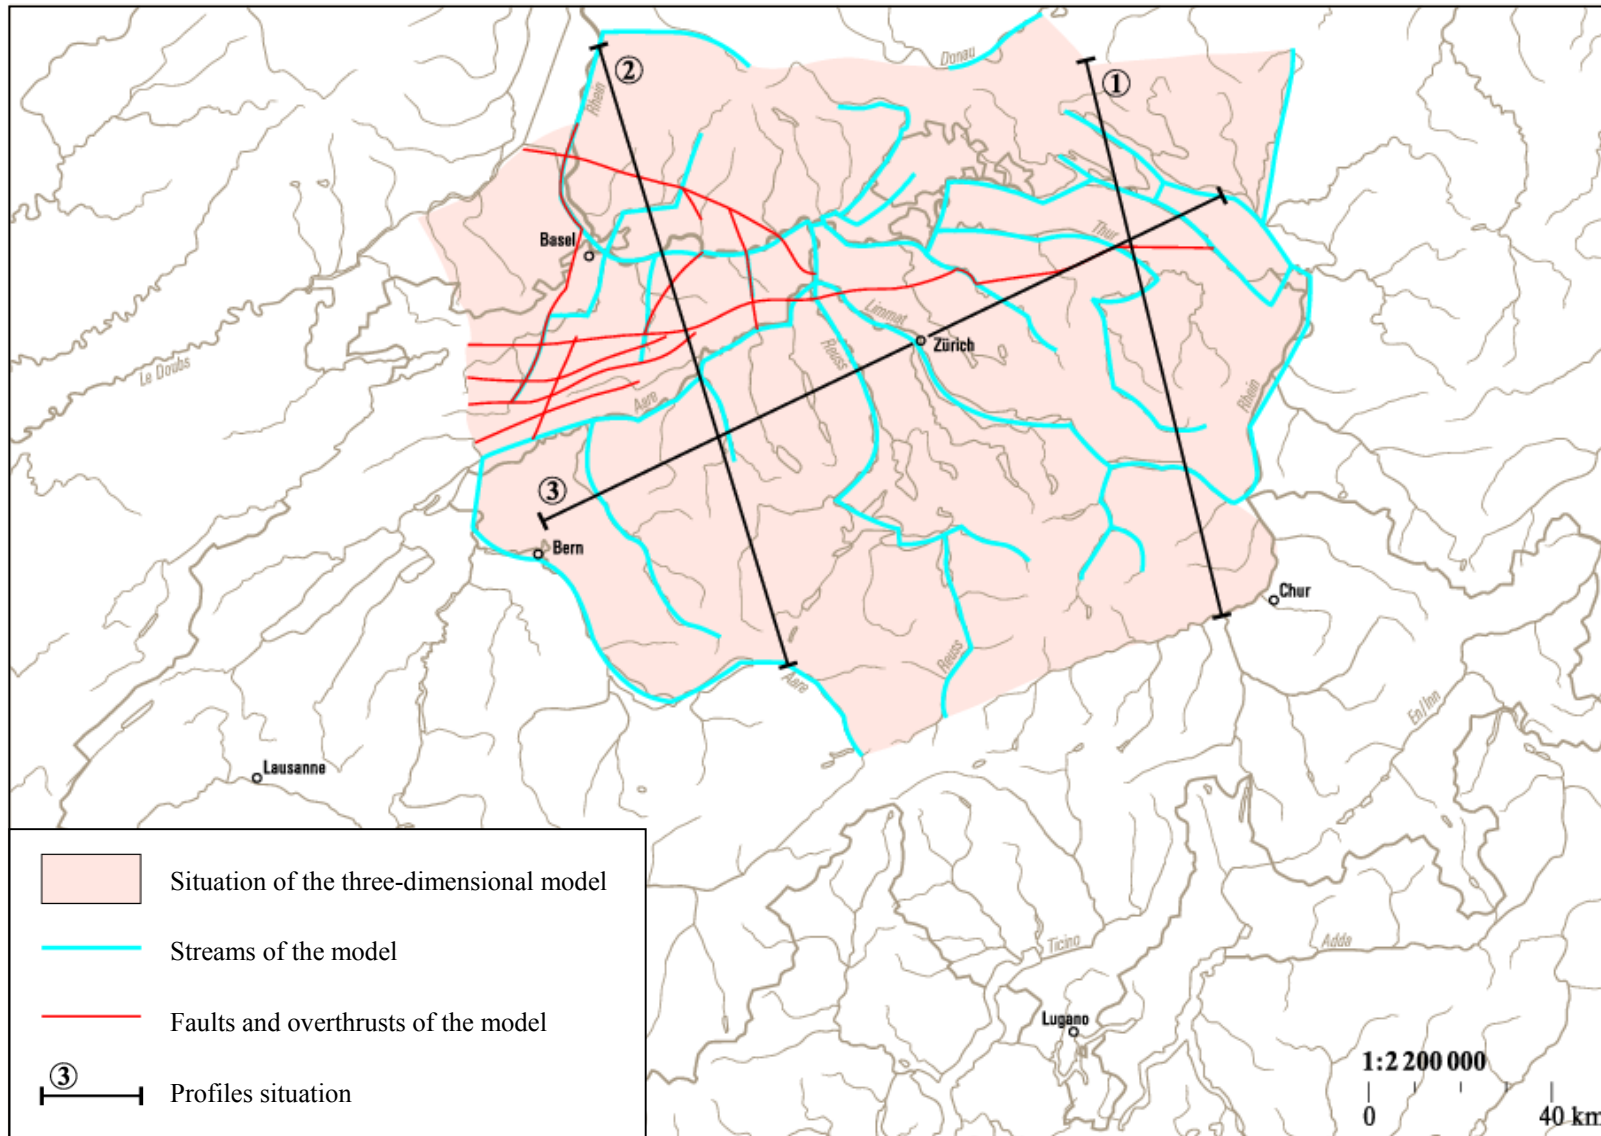 Donau
②
①
Rhein
Thur
Basel
Limmat
Zürich
Reuss
Le Doubs
Aare
Rhein
③
Bern
Chur
Reuss
Aare
En/Inn
Lausanne
Situation of the three-dimensional model
Streams of the model
Ticino
Adda
Faults and overthrusts of the model
Lugano
1:2 200 000
③
Profiles situation
0 40 km